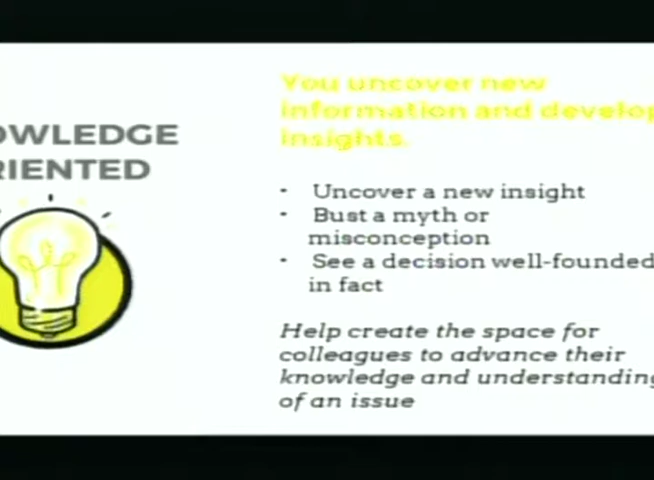 OWLEDGE
RIENTED
You uncover new
information and develop
insights.
· Uncover a new insight
· Bust a myth or
misconception
· See a decision well-founded
in fact
Help create the space for
colleagues to advance their
knowledge and understanding
of an issue